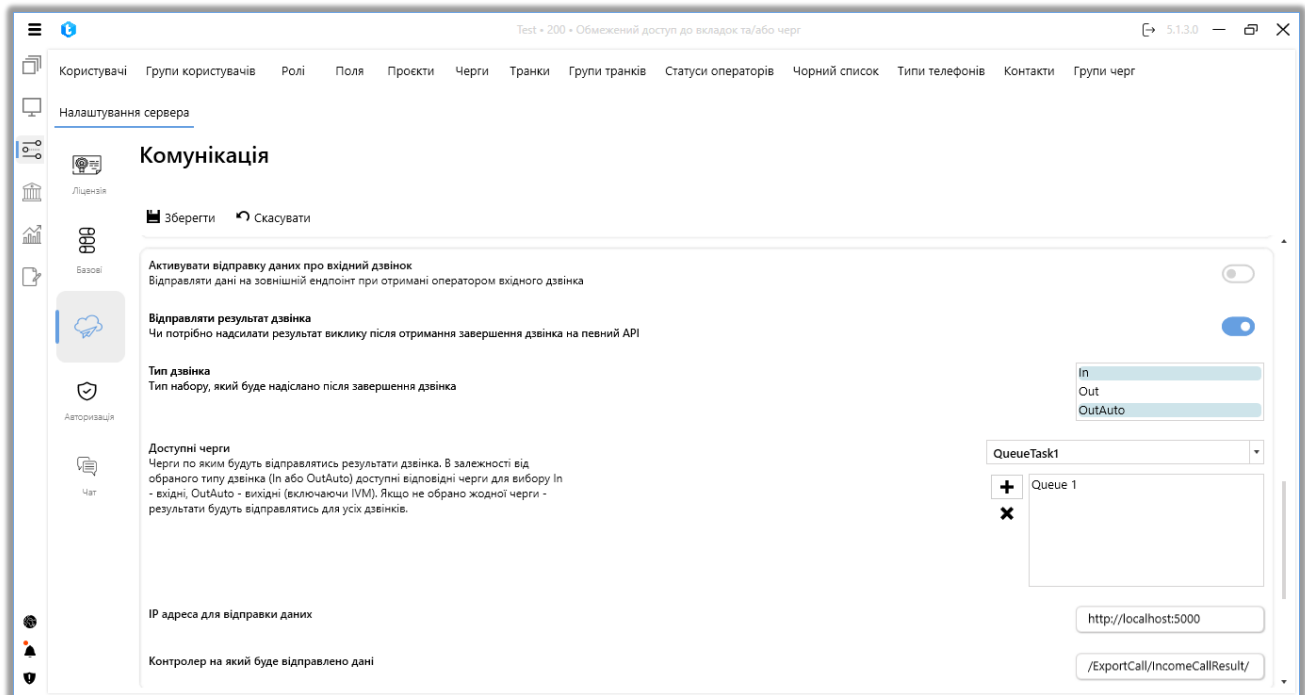 Test • 200 • Обмежений доступ до вкладок та/або черг
5.1.3.0
Користувачі Групи користувачів Ролі Поля Проєкти Черги Транки Групи транків Статуси операторів Чорний список Типи телефонів Контакти Групи черг
Налаштування сервера
Комунікація
Ліцензія
Зберегти Скасувати
Базові
Активувати відправку даних про вхідний дзвінок
Відправляти дані на зовнішній ендпоінт при отримані оператором вхідного дзвінка
Відправляти результат дзвінка
Чи потрібно надсилати результат виклику після отримання завершення дзвінка на певний API
Тип дзвінка
Тип набору, який буде надіслано після завершення дзвінка
In
Out
OutAuto
Авторизація
Доступні черги
Черги по яким будуть відправлятись результати дзвінка. В залежності від
обраного типу дзвінка (In або OutAuto) доступні відповідні черги для вибору In
- вхідні, OutAuto - вихідні (включаючи IVM). Якщо не обрано жодної черги -
результати будуть відправлятись для усіх дзвінків.
QueueTask1
Queue 1
Чат
IP адреса для відправки даних
http://localhost:5000
Контролер на який буде відправлено дані
/ExportCall/IncomeCallResult/